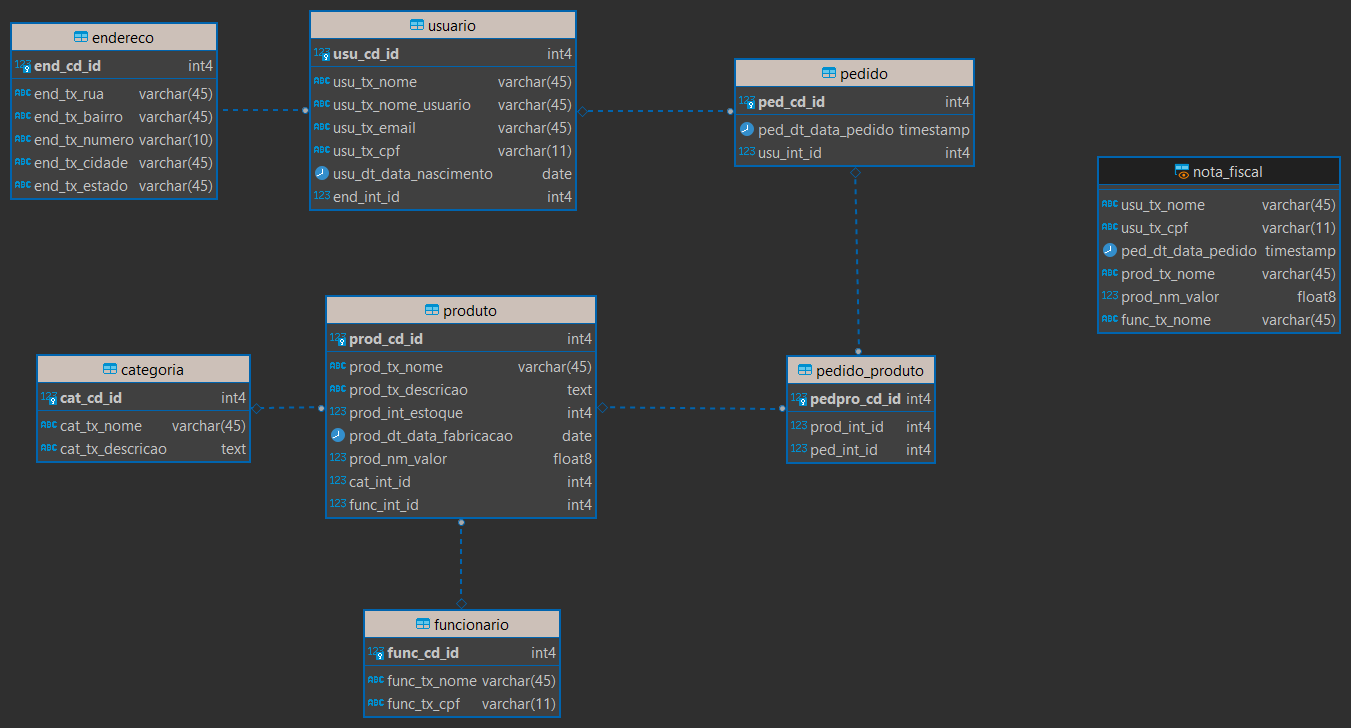 endereco
end_cd_id int4
end_tx_rua varchar(45)
end_tx_bairro varchar(45)
end_tx_numero varchar(10)
end_tx_cidade varchar(45)
end_tx_estado varchar(45)
usuario
usu_cd_id int4
usu_tx_nome varchar(45)
usu_tx_nome_usuario varchar(45)
usu_tx_email varchar(45)
usu_tx_cpf varchar(11)
usu_dt_data_nascimento date
end_int_id int4
pedido
ped_cd_id int4
ped_dt_data_pedido timestamp
usu_int_id int4
nota_fiscal
usu_tx_nome varchar(45)
usu_tx_cpf varchar(11)
ped_dt_data_pedido timestamp
prod_tx_nome varchar(45)
prod_nm_valor float8
func_tx_nome varchar(45)
categoria
cat_cd_id int4
cat_tx_nome varchar(45)
cat_tx_descricao text
produto
prod_cd_id int4
prod_tx_nome varchar(45)
prod_tx_descricao text
prod_int_estoque int4
prod_dt_data_fabricacao date
prod_nm_valor float8
cat_int_id int4
func_int_id int4
pedido_produto
pedpro_cd_id int4
prod_int_id int4
ped_int_id int4
funcionario
func_cd_id int4
func_tx_nome varchar(45)
func_tx_cpf varchar(11)